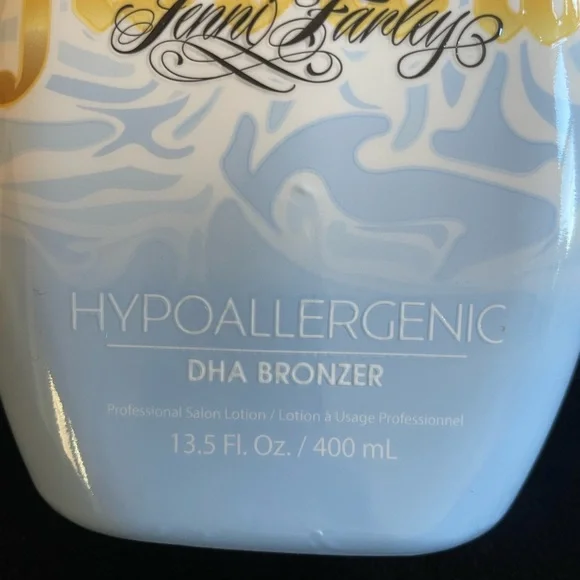 Jenni Farley
HYPOALLERGENIC
DHA BRONZER
Professional Salon Lotion / Lotion à Usage Professionnel
13.5 Fl. Oz. / 400 mL